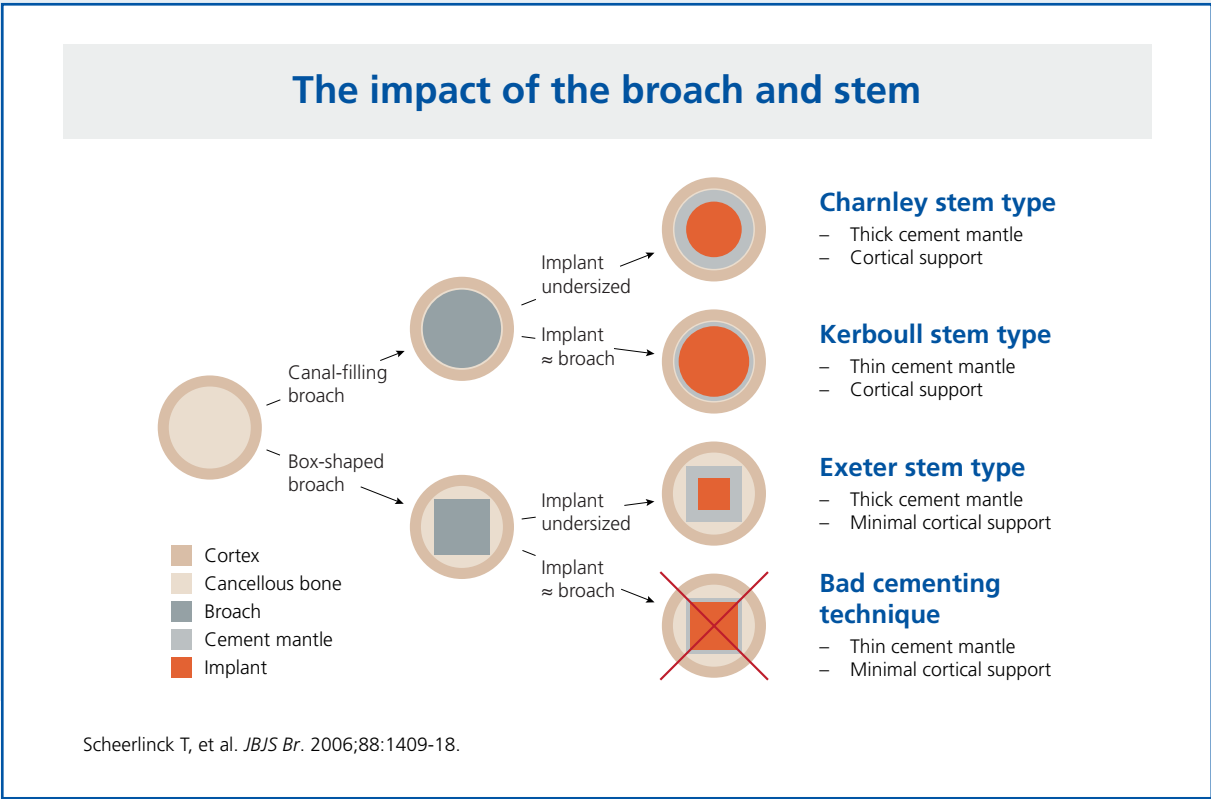 The impact of the broach and stem
Canal-filling
broach
Box-shaped
broach
Implant
undersized
Implant
≈ broach
Implant
undersized
Implant
≈ broach
Charnley stem type
– Thick cement mantle
– Cortical support
Kerboull stem type
– Thin cement mantle
– Cortical support
Exeter stem type
– Thick cement mantle
– Minimal cortical support
Bad cementing
technique
– Thin cement mantle
– Minimal cortical support
Cortex
Cancellous bone
Broach
Cement mantle
Implant
Scheerlinck T, et al. JBJS Br. 2006;88:1409-18.